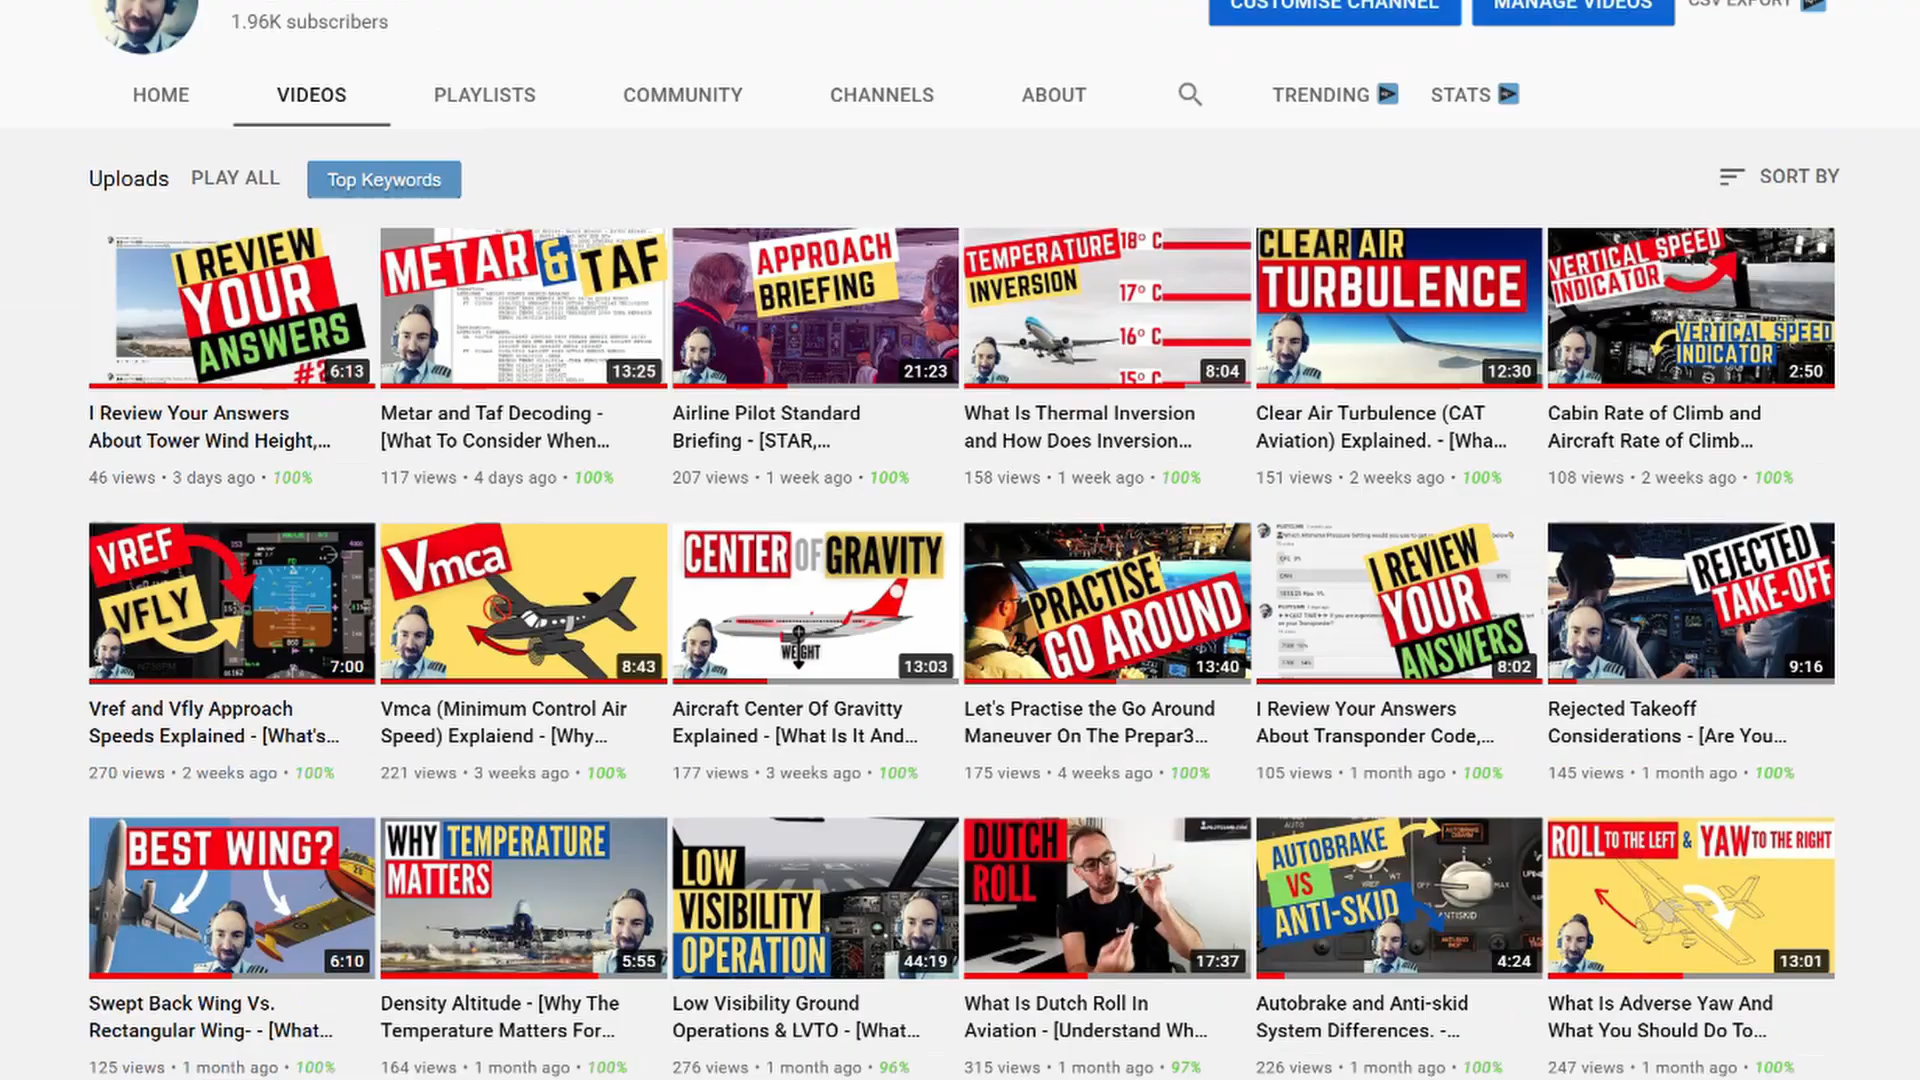 1.96K subscribers
CUSTOMISE CHANNEL
MANAGE VIDEOS
CSV EXPORT
HOME
VIDEOS
PLAYLISTS
COMMUNITY
CHANNELS
ABOUT
TRENDING
STATS
Uploads
PLAY ALL
Top Keywords
SORT BY
I REVIEW
YOUR
ANSWERS
6:13
METAR & TAF
13:25
APPROACH
BRIEFING
21:23
TEMPERATURE
INVERSION
18º C
17º C
16º C
15º C
8:04
CLEAR AIR
TURBULENCE
12:30
VERTICAL SPEED
INDICATOR
VERTICAL SPEED
INDICATOR
2:50
I Review Your Answers
About Tower Wind Height,...
46 views • 3 days ago • 100%
Metar and Taf Decoding -
[What To Consider When...
117 views • 4 days ago • 100%
Airline Pilot Standard
Briefing - [STAR,...
207 views • 1 week ago • 100%
What Is Thermal Inversion
and How Does Inversion...
158 views • 1 week ago • 100%
Clear Air Turbulence (CAT
Aviation) Explained. - [Wha...
151 views • 2 weeks ago • 100%
Cabin Rate of Climb and
Aircraft Rate of Climb...
108 views • 2 weeks ago • 100%
VREF
VFLY
7:00
Vmca
8:43
CENTER OF GRAVITY
WEIGHT
13:03
PRACTISE
GO AROUND
13:40
I REVIEW
YOUR
ANSWERS
8:02
REJECTED
TAKE-OFF
9:16
Vref and Vfly Approach
Speeds Explained - [What's...
270 views • 2 weeks ago • 100%
Vmca (Minimum Control Air
Speed) Explaiend - [Why...
221 views • 3 weeks ago • 100%
Aircraft Center Of Gravitty
Explained - [What Is It And...
177 views • 3 weeks ago • 100%
Let's Practise the Go Around
Maneuver On The Prepar3...
175 views • 4 weeks ago • 100%
I Review Your Answers
About Transponder Code,...
105 views • 1 month ago • 100%
Rejected Takeoff
Considerations - [Are You...
145 views • 1 month ago • 100%
BEST WING?
6:10
WHY TEMPERATURE
MATTERS
5:55
LOW
VISIBILITY
OPERATION
44:19
DUTCH
ROLL
17:37
AUTOBRAKE
VS
ANTI-SKID
OFF
MAX
ANTISKID
4:24
ROLL TO THE LEFT & YAW TO THE RIGHT
13:01
Swept Back Wing Vs.
Rectangular Wing- - [What...
125 views • 1 month ago • 100%
Density Altitude - [Why The
Temperature Matters For...
164 views • 1 month ago • 100%
Low Visibility Ground
Operations & LVTO - [What...
276 views • 1 month ago • 96%
What Is Dutch Roll In
Aviation - [Understand Wh...
315 views • 1 month ago • 97%
Autobrake and Anti-skid
System Differences. -...
226 views • 1 month ago • 100%
What Is Adverse Yaw And
What You Should Do To...
247 views • 1 month ago • 100%